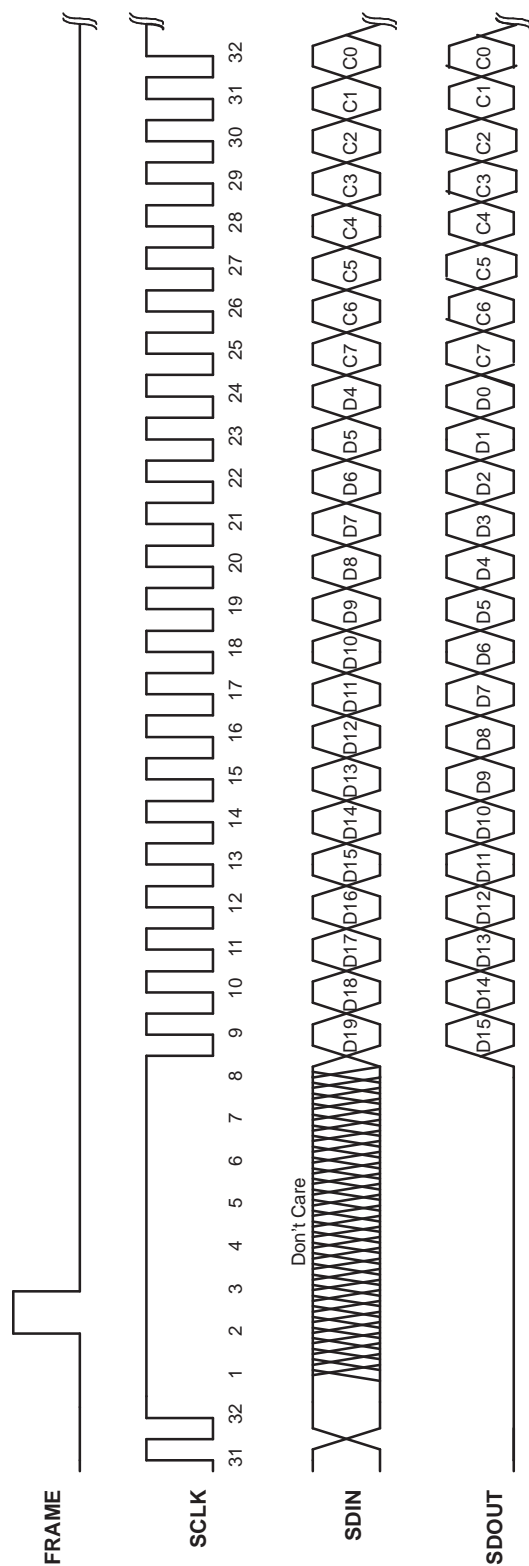 FRAME
SCLK
31 32 1 2 3 4 5 6 7 8 9 10 11 12 13 14 15 16 17 18 19 20 21 22 23 24 25 26 27 28 29 30 31 32
Don't Care
SDIN
D19 D18 D17 D16 D15 D14 D13 D12 D11 D10 D9 D8 D7 D6 D5 D4 C7 C6 C5 C4 C3 C2 C1 C0
SDOUT
D15 D14 D13 D12 D11 D10 D9 D8 D7 D6 D5 D4 D3 D2 D1 D0 C7 C6 C5 C4 C3 C2 C1 C0